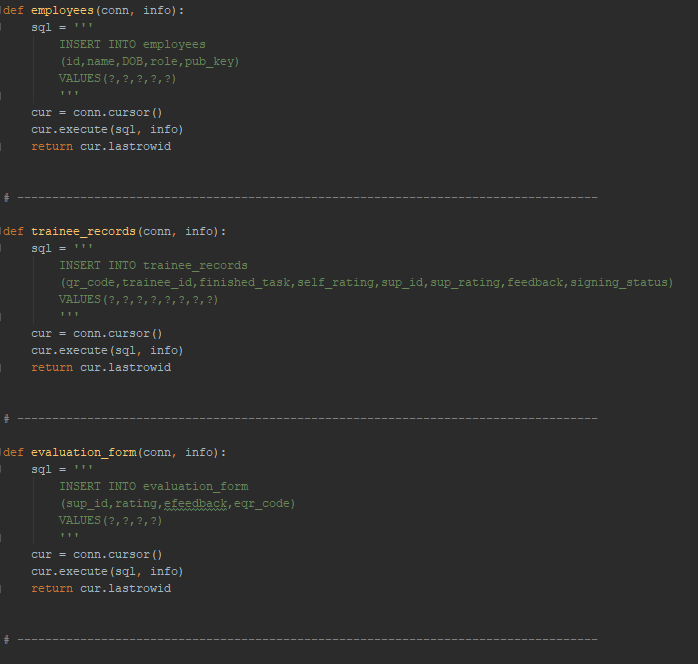 def employees(conn, info):
    sql = '''
        INSERT INTO employees
        (id,name,DOB,role,pub_key)
        VALUES(?,?,?,?,?)
        '''
    cur = conn.cursor()
    cur.execute(sql, info)
    return cur.lastrowid
# -----------------------------------------------------------------------------------
def trainee_records(conn, info):
    sql = '''
        INSERT INTO trainee_records
        (qr_code,trainee_id,finished_task,self_rating,sup_id,sup_rating,feedback,signing_status)
        VALUES(?,?,?,?,?,?,?,?)
        '''
    cur = conn.cursor()
    cur.execute(sql, info)
    return cur.lastrowid
# -----------------------------------------------------------------------------------
def evaluation_form(conn, info):
    sql = '''
        INSERT INTO evaluation_form
        (sup_id,rating,efeedback,eqr_code)
        VALUES(?,?,?,?)
        '''
    cur = conn.cursor()
    cur.execute(sql, info)
    return cur.lastrowid
# -----------------------------------------------------------------------------------